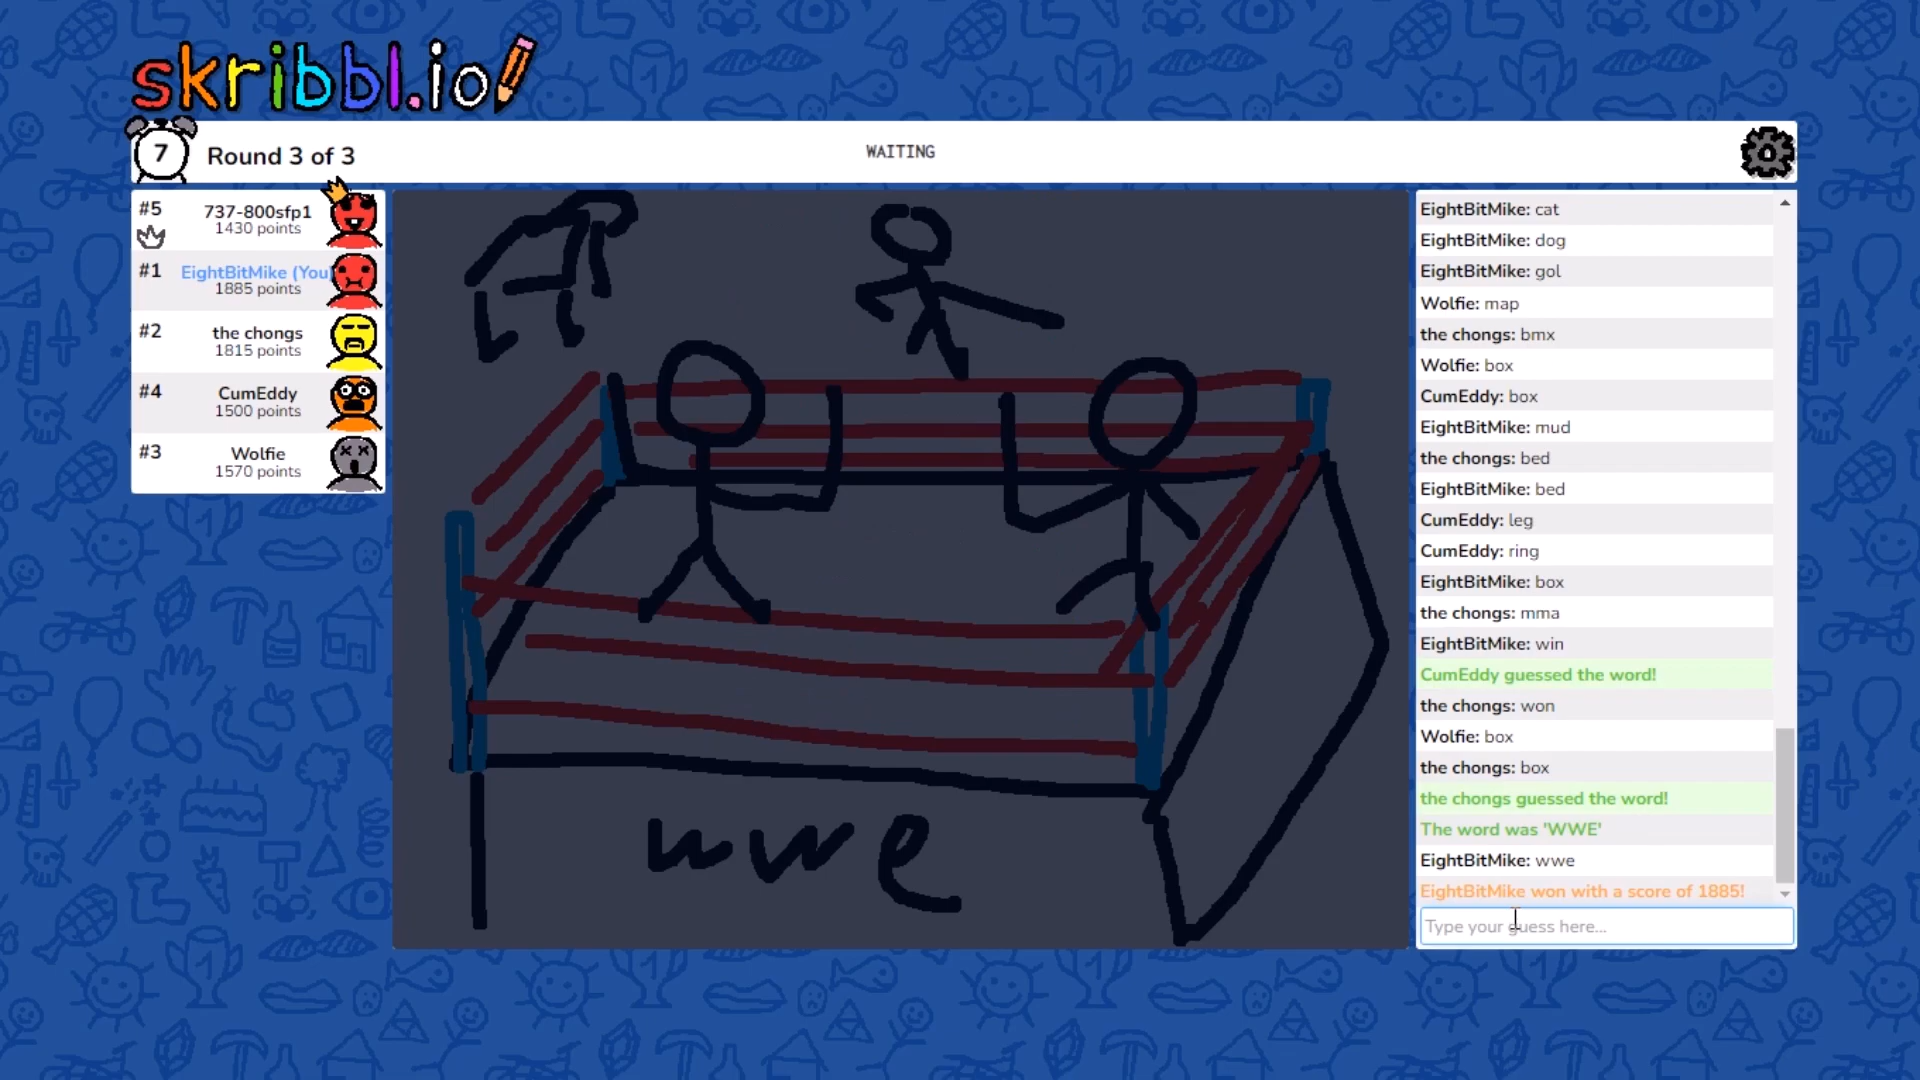 skribbl.io
7
Round 3 of 3
WAITING
#5
737-800sfp1
1430 points
#1
EightBitMike (You)
1885 points
#2
the chongs
1815 points
#4
CumEddy
1500 points
#3
Wolfie
1570 points
wwe
EightBitMike: cat
EightBitMike: dog
EightBitMike: gol
Wolfie: map
the chongs: bmx
Wolfie: box
CumEddy: box
EightBitMike: mud
the chongs: bed
EightBitMike: bed
CumEddy: leg
CumEddy: ring
EightBitMike: box
the chongs: mma
EightBitMike: win
CumEddy guessed the word!
the chongs: won
Wolfie: box
the chongs: box
the chongs guessed the word!
The word was 'WWE'
EightBitMike: wwe
EightBitMike won with a score of 1885!
Type your guess here...